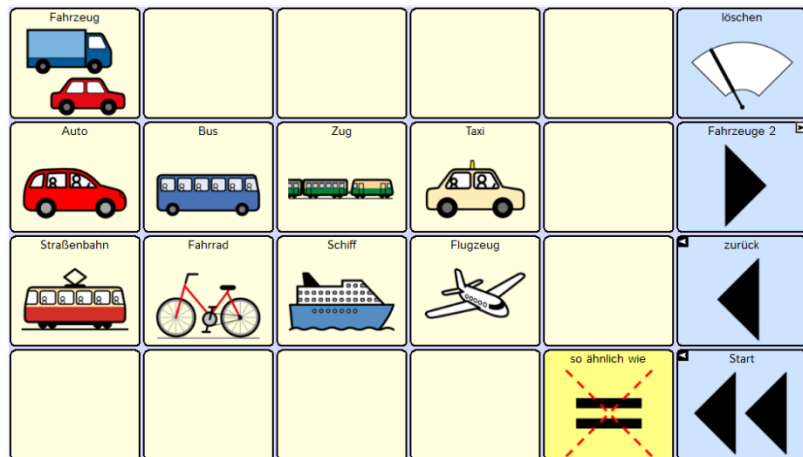 Fahrzeug
löschen
Auto
Bus
Zug
Taxi
Fahrzeuge 2
Straßenbahn
Fahrrad
Schiff
Flugzeug
zurück
so ähnlich wie
Start